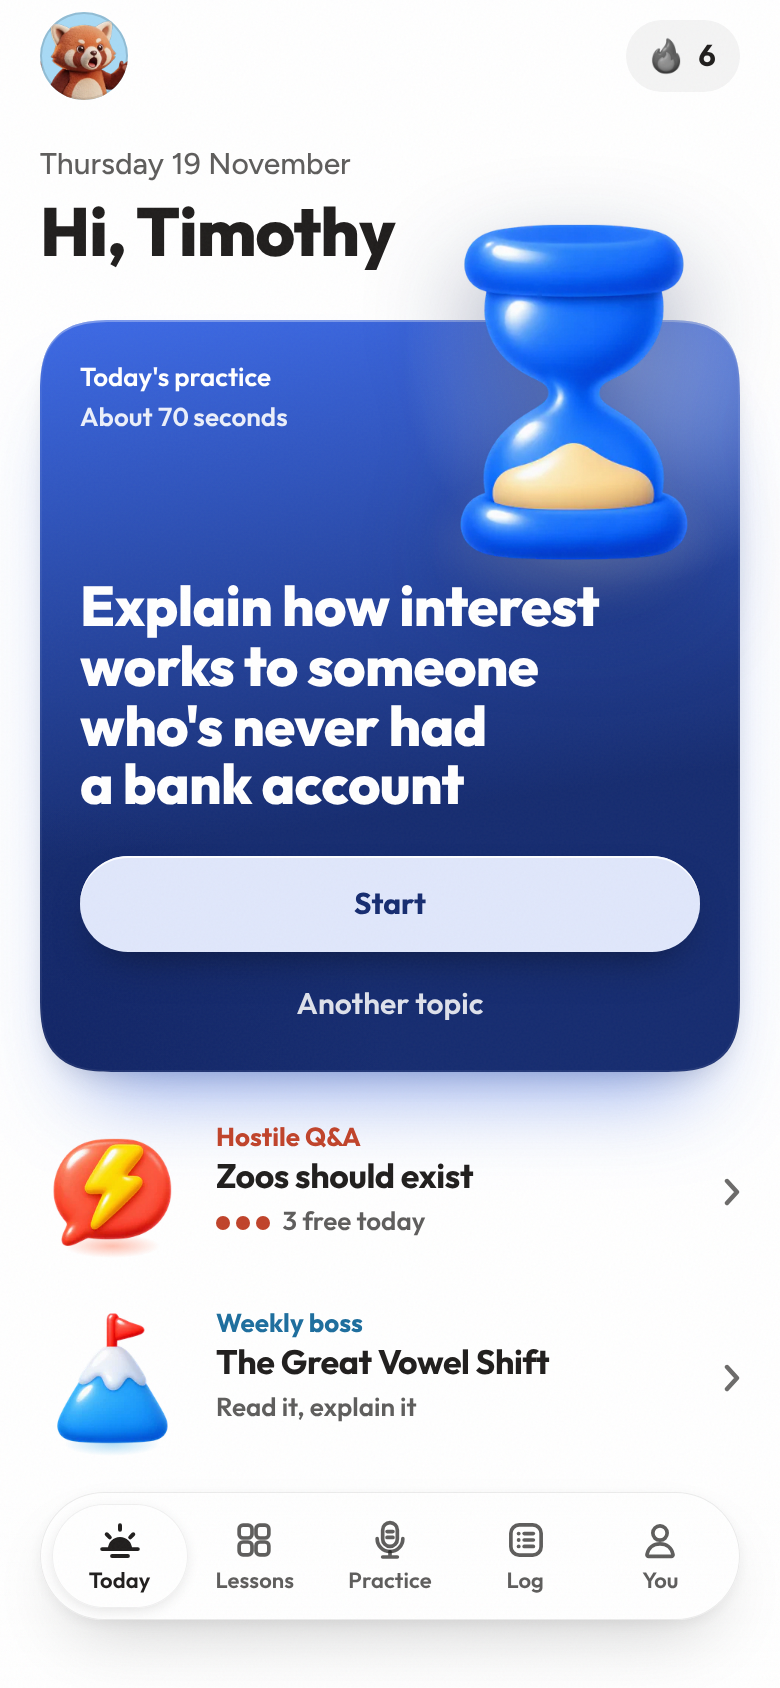 6
Thursday 19 November
Hi, Timothy
Today's practice
About 70 seconds
Explain how interest
works to someone
who's never had
a bank account
Start
Another topic
Hostile Q&A
Zoos should exist
3 free today
Weekly boss
The Great Vowel Shift
Read it, explain it
Today
Lessons
Practice
Log
You